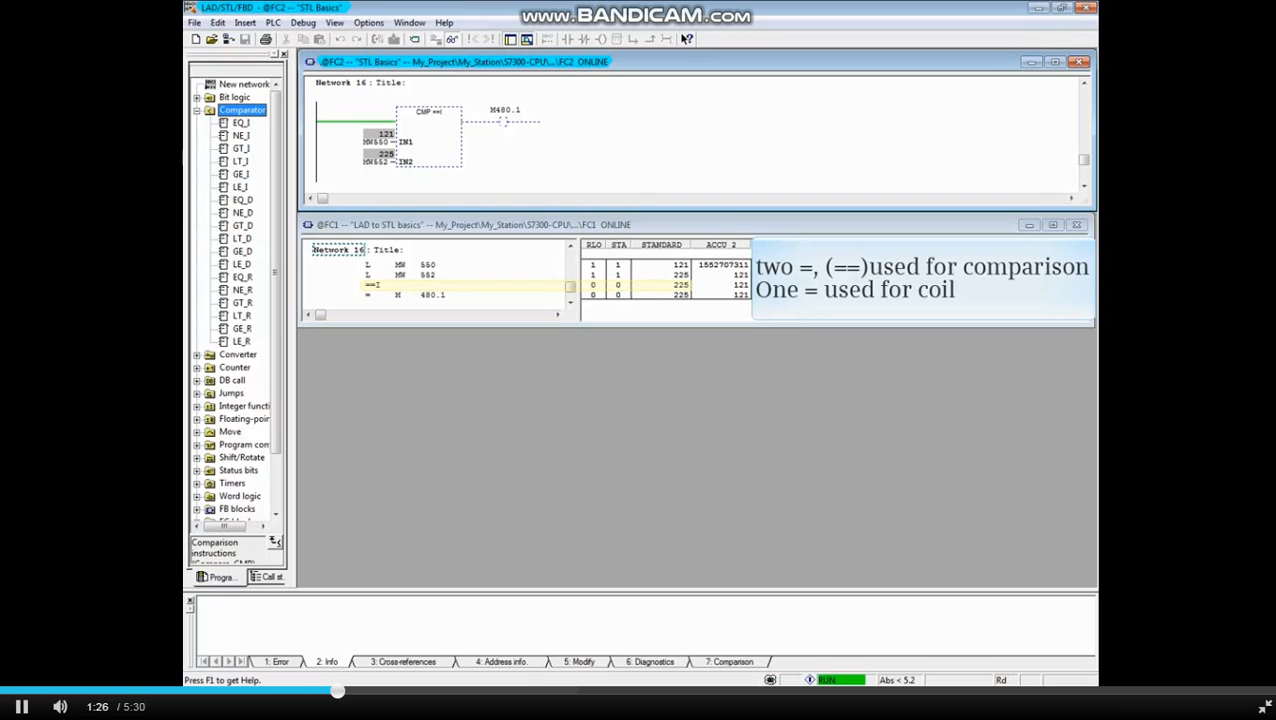 LAD/STL/FBD - @FC2 -- "STL Basics"
www.BANDICAM.com
File Edit Insert PLC Debug View Options Window Help
@FC2 -- "STL Basics" -- My_Project\My_Station\S7300-CPU\...\FC2 ONLINE
New network
Bit logic
Comparator
EQ_I
NE_I
GT_I
LT_I
GE_I
LE_I
EQ_D
NE_D
GT_D
LT_D
GE_D
LE_D
EQ_R
NE_R
GT_R
LT_R
GE_R
LE_R
Converter
Counter
DB call
Jumps
Integer functi
Floating-poin
Move
Program con
Shift/Rotate
Status bits
Timers
Word logic
FB blocks
Comparison
instructions
Progra...
Call st.
Network 16 : Title:
CMP ==I
M480.1
121
MW550
IN1
225
MW552
IN2
@FC1 -- "LAD to STL basics" -- My_Project\My_Station\S7300-CPU\...\FC1 ONLINE
Network 16 : Title:
L MW 550
L MW 552
==I
= M 480.1
RLO STA STANDARD ACCU 2
1 1 121 1552707311
1 1 225 121
0 0 225 121
0 0 225 121
two =, (==)used for comparison
One = used for coil
1: Error 2: Info 3: Cross-references 4: Address info. 5: Modify 6: Diagnostics 7: Comparison
Press F1 to get Help.
RUN
Abs < 5.2
Rd
1:26 / 5:30